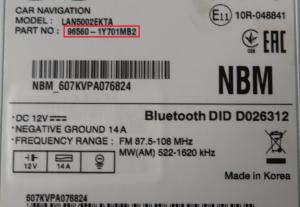 CAR NAVIGATION
MODEL : LAN5002EKTA
PART NO : 96560-1Y701MB2
E11 10R-048841
EAC
NBM_607KVPA076824
NBM
Bluetooth DID D026312
*DC 12V
*NEGATIVE GROUND 14A
*FREQUENCY RANGE : FM 87.5-108 MHz
MW(AM) 522-1620 kHz
12V
14A
Made in Korea
607KVPA076824